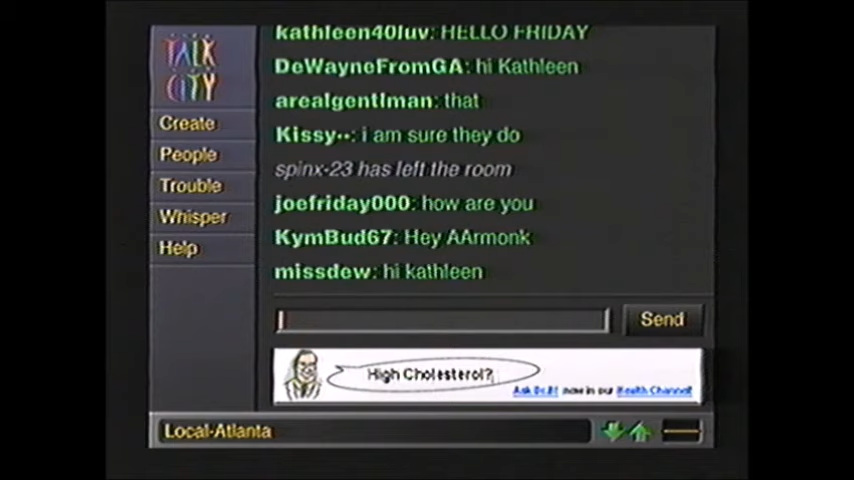 TALK
CITY
Create
People
Trouble
Whisper
Help
kathleen40luv: HELLO FRIDAY
DeWayneFromGA: hi Kathleen
arealgentlman: that
Kissy--: i am sure they do
spinx-23 has left the room
joefriday000: how are you
KymBud67: Hey AArmonk
missdew: hi kathleen
Send
High Cholesterol?
now in our Health Channel
Local-Atlanta